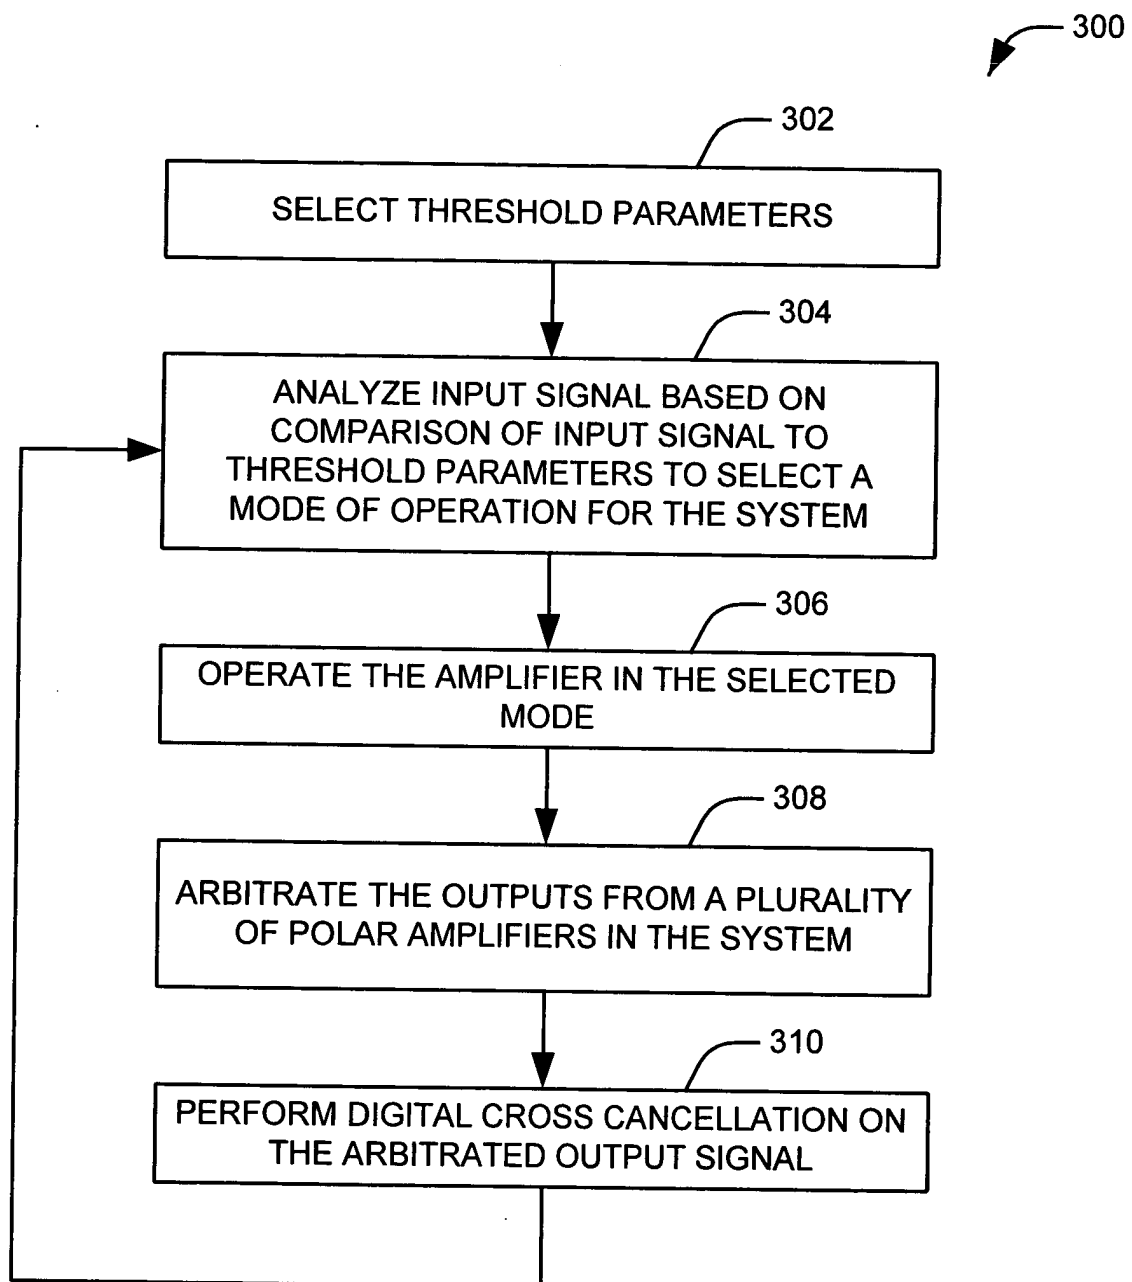 300
302
SELECT THRESHOLD PARAMETERS
304
ANALYZE INPUT SIGNAL BASED ON
COMPARISON OF INPUT SIGNAL TO
THRESHOLD PARAMETERS TO SELECT A
MODE OF OPERATION FOR THE SYSTEM
306
OPERATE THE AMPLIFIER IN THE SELECTED
MODE
308
ARBITRATE THE OUTPUTS FROM A PLURALITY
OF POLAR AMPLIFIERS IN THE SYSTEM
310
PERFORM DIGITAL CROSS CANCELLATION ON
THE ARBITRATED OUTPUT SIGNAL